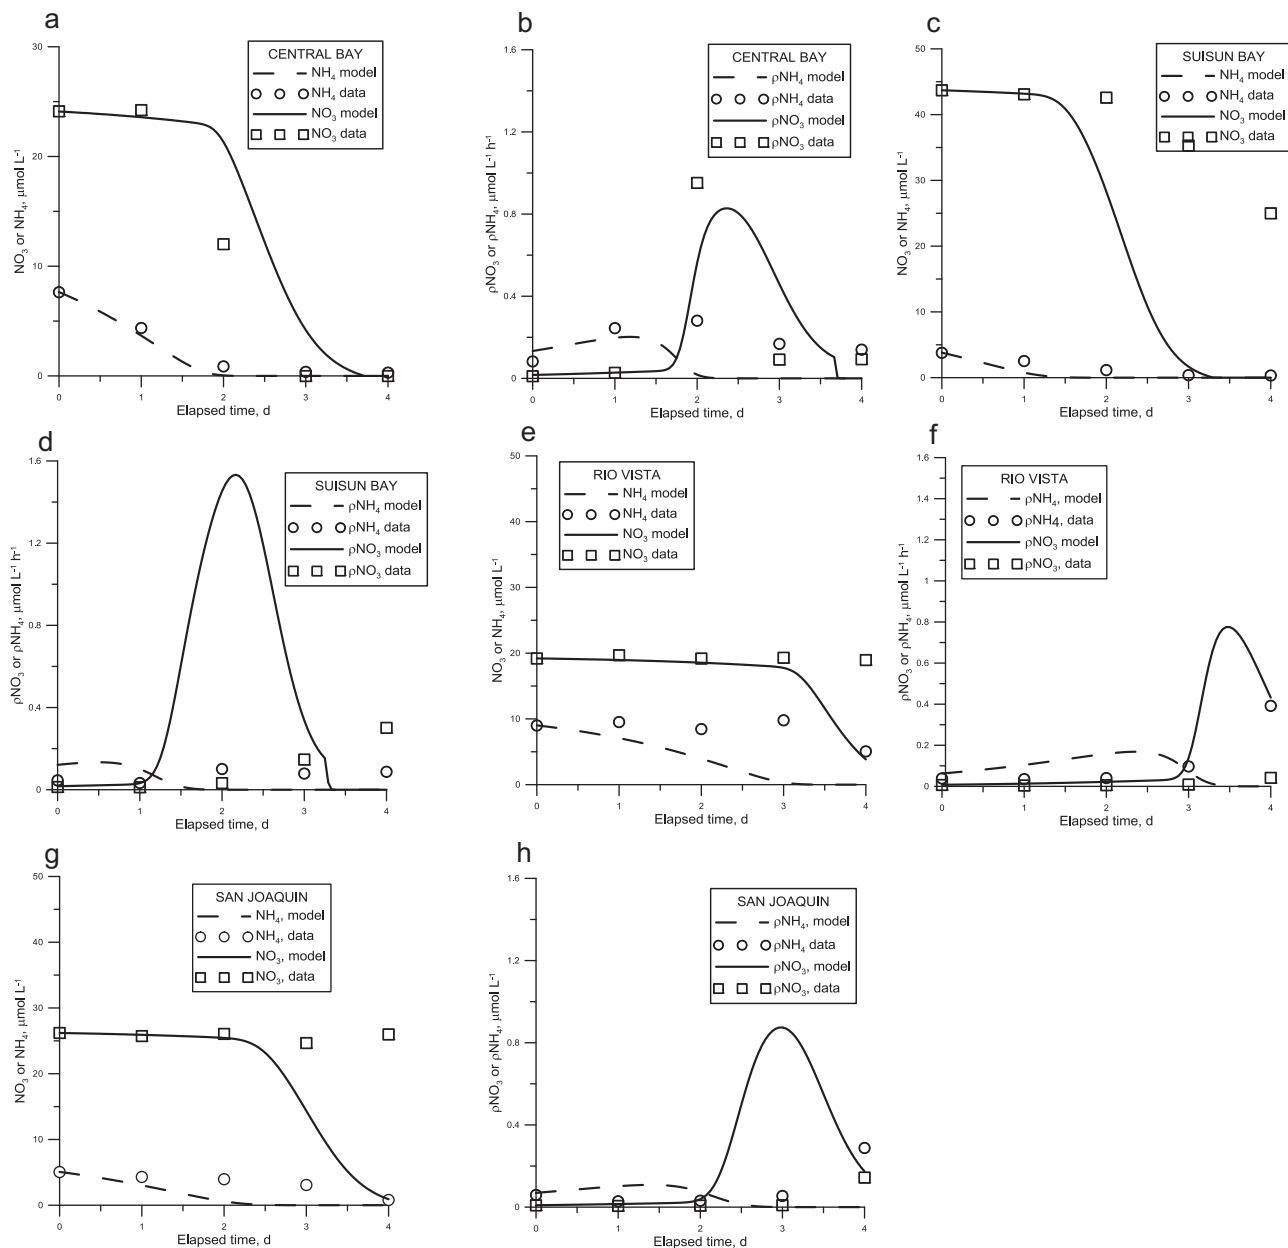 a
CENTRAL BAY
NH₄ model
NH₄ data
NO₃ model
NO₃ data
NO₃ or NH₄, μmol L⁻¹
30
20
10
0
0 1 2 3 4
Elapsed time, d
b
CENTRAL BAY
ρNH₄ model
ρNH₄ data
ρNO₃ model
ρNO₃ data
ρNO₃ or ρNH₄, μmol L⁻¹ h⁻¹
1.6
1.2
0.8
0.4
0
0 1 2 3 4
Elapsed time, d
c
SUISUN BAY
NH₄ model
NH₄ data
NO₃ model
NO₃ data
NO₃ or NH₄, μmol L⁻¹
50
40
30
20
10
0
0 1 2 3 4
Elapsed time, d
d
SUISUN BAY
ρNH₄ model
ρNH₄ data
ρNO₃ model
ρNO₃ data
ρNO₃ or ρNH₄, μmol L⁻¹ h⁻¹
1.6
1.2
0.8
0.4
0
0 1 2 3 4
Elapsed time, d
e
RIO VISTA
NH₄ model
NH₄ data
NO₃ model
NO₃ data
NO₃ or NH₄, μmol L⁻¹
50
40
30
20
10
0
0 1 2 3 4
Elapsed time, d
f
RIO VISTA
ρNH₄, model
ρNH4, data
ρNO₃ model
ρNO₃, data
ρNO₃ or ρNH₄, μmol L⁻¹ h⁻¹
1.6
1.4
1.2
1
0.8
0.6
0.4
0.2
0
0 1 2 3 4
Elapsed time, d
g
SAN JOAQUIN
NH₄, model
NH₄, data
NO₃, model
NO₃, data
NO₃ or NH₄, μmol L⁻¹
50
40
30
20
10
0
0 1 2 3 4
Elapsed time, d
h
SAN JOAQUIN
ρNH₄, model
ρNH₄ data
ρNO₃, model
ρNO₃, data
ρNO₃ or ρNH₄, μmol L⁻¹ h⁻¹
1.6
1.2
0.8
0.4
0
0 1 2 3 4
Elapsed time, d